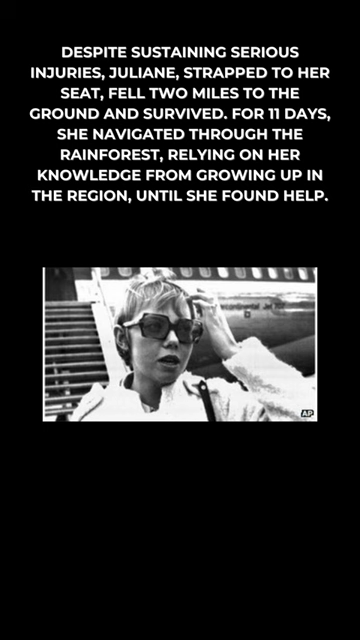 DESPITE SUSTAINING SERIOUS
INJURIES, JULIANE, STRAPPED TO HER
SEAT, FELL TWO MILES TO THE
GROUND AND SURVIVED. FOR 11 DAYS,
SHE NAVIGATED THROUGH THE
RAINFOREST, RELYING ON HER
KNOWLEDGE FROM GROWING UP IN
THE REGION, UNTIL SHE FOUND HELP.
AP